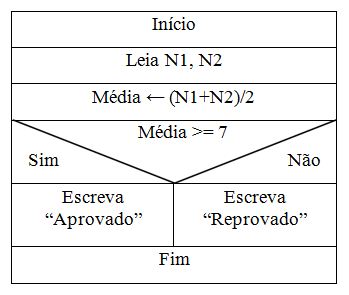 Início
Leia N1, N2
Média ← (N1+N2)/2
Média >= 7
Sim
Não
Escreva
“Aprovado”
Escreva
“Reprovado”
Fim